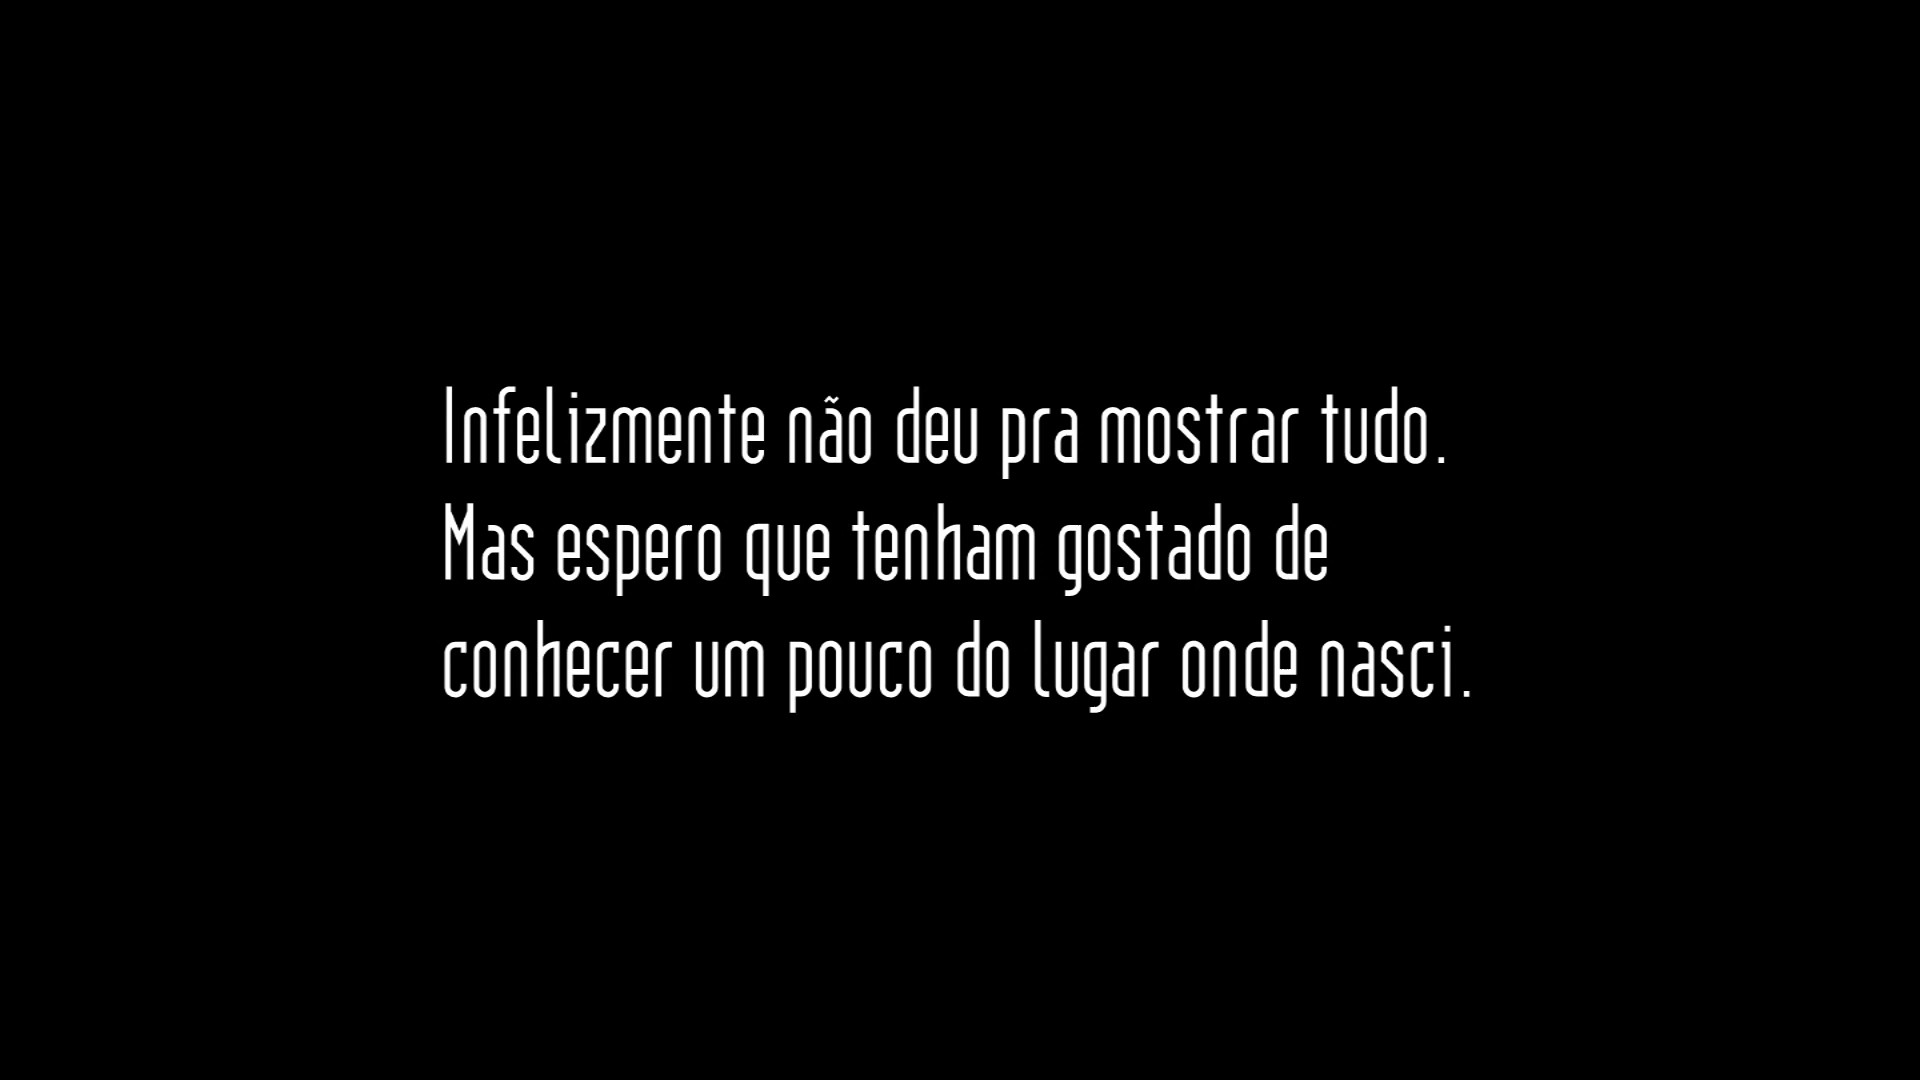 Infelizmente não deu pra mostrar tudo.
Mas espero que tenham gostado de
conhecer um pouco do lugar onde nasci.